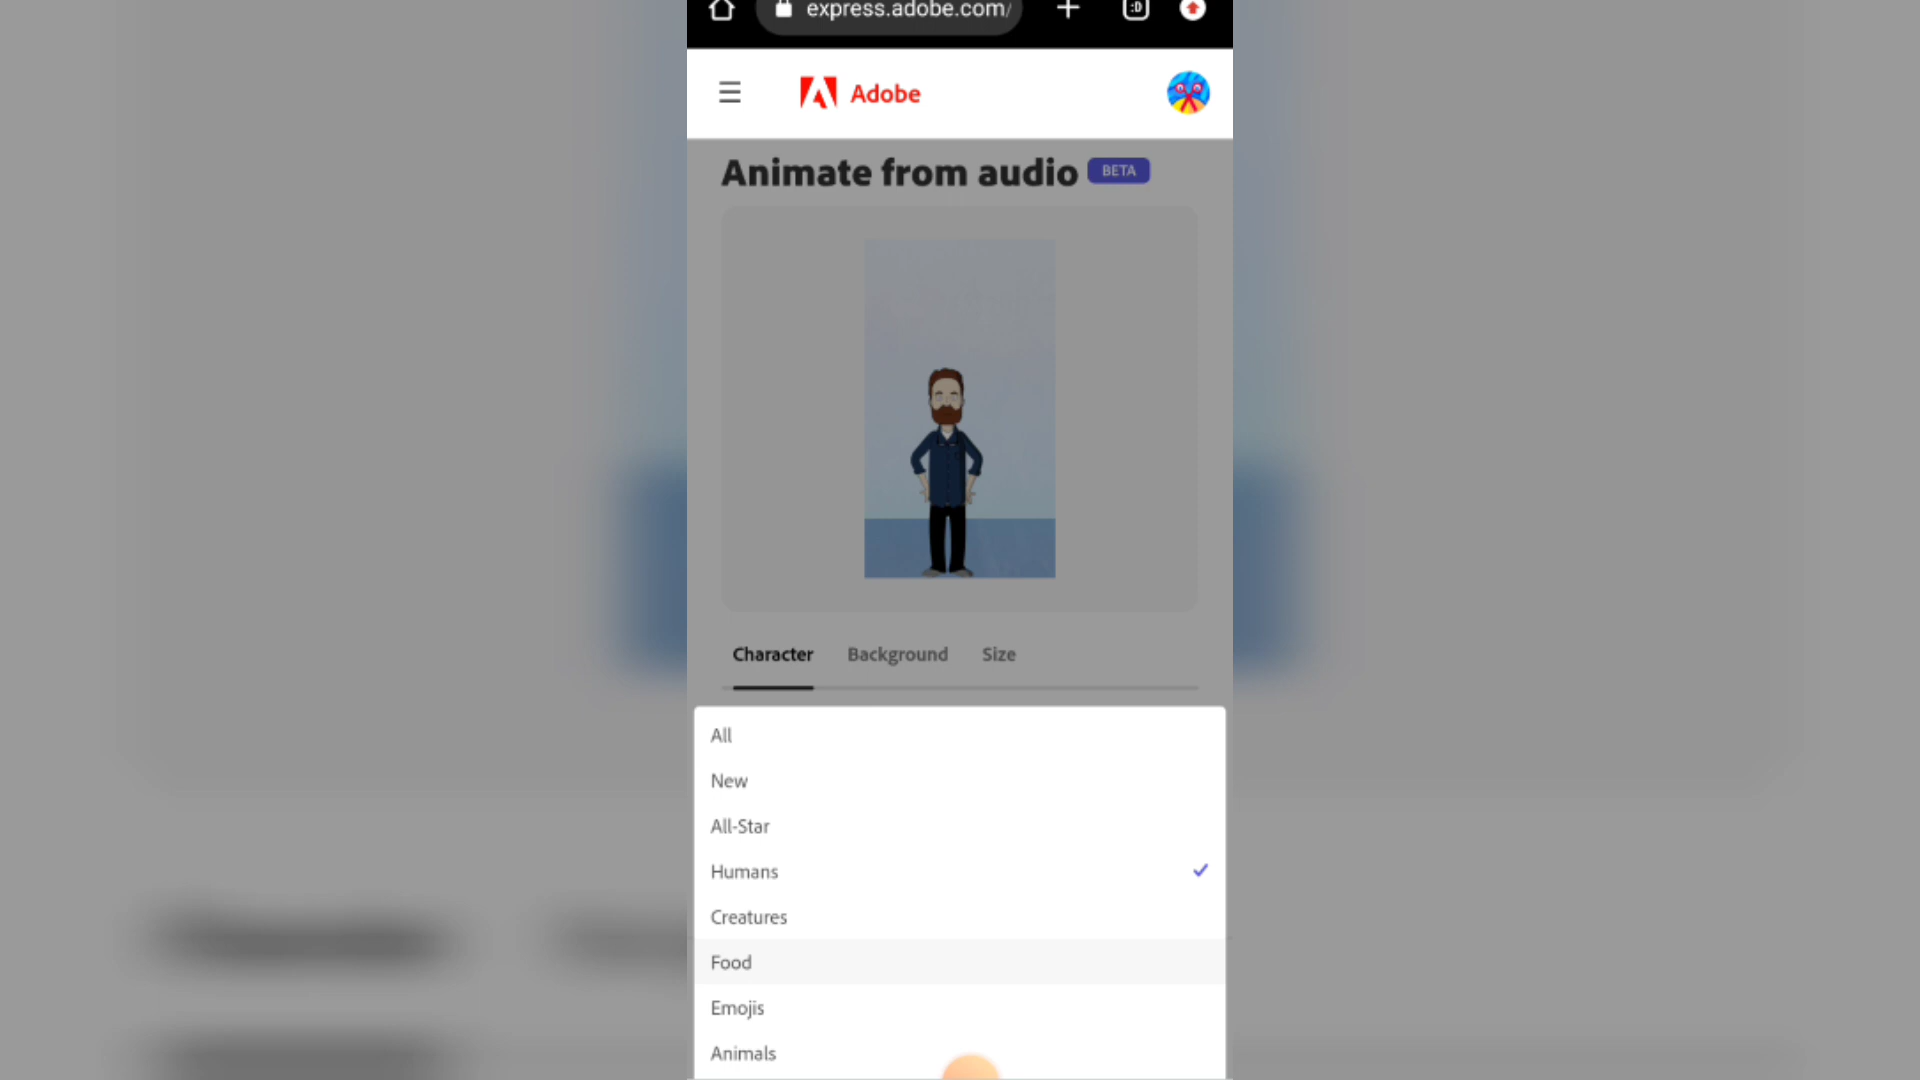 express.adobe.com/
:D
Adobe
Animate from audio BETA
Character Background Size
All
New
All-Star
Humans
Creatures
Food
Emojis
Animals